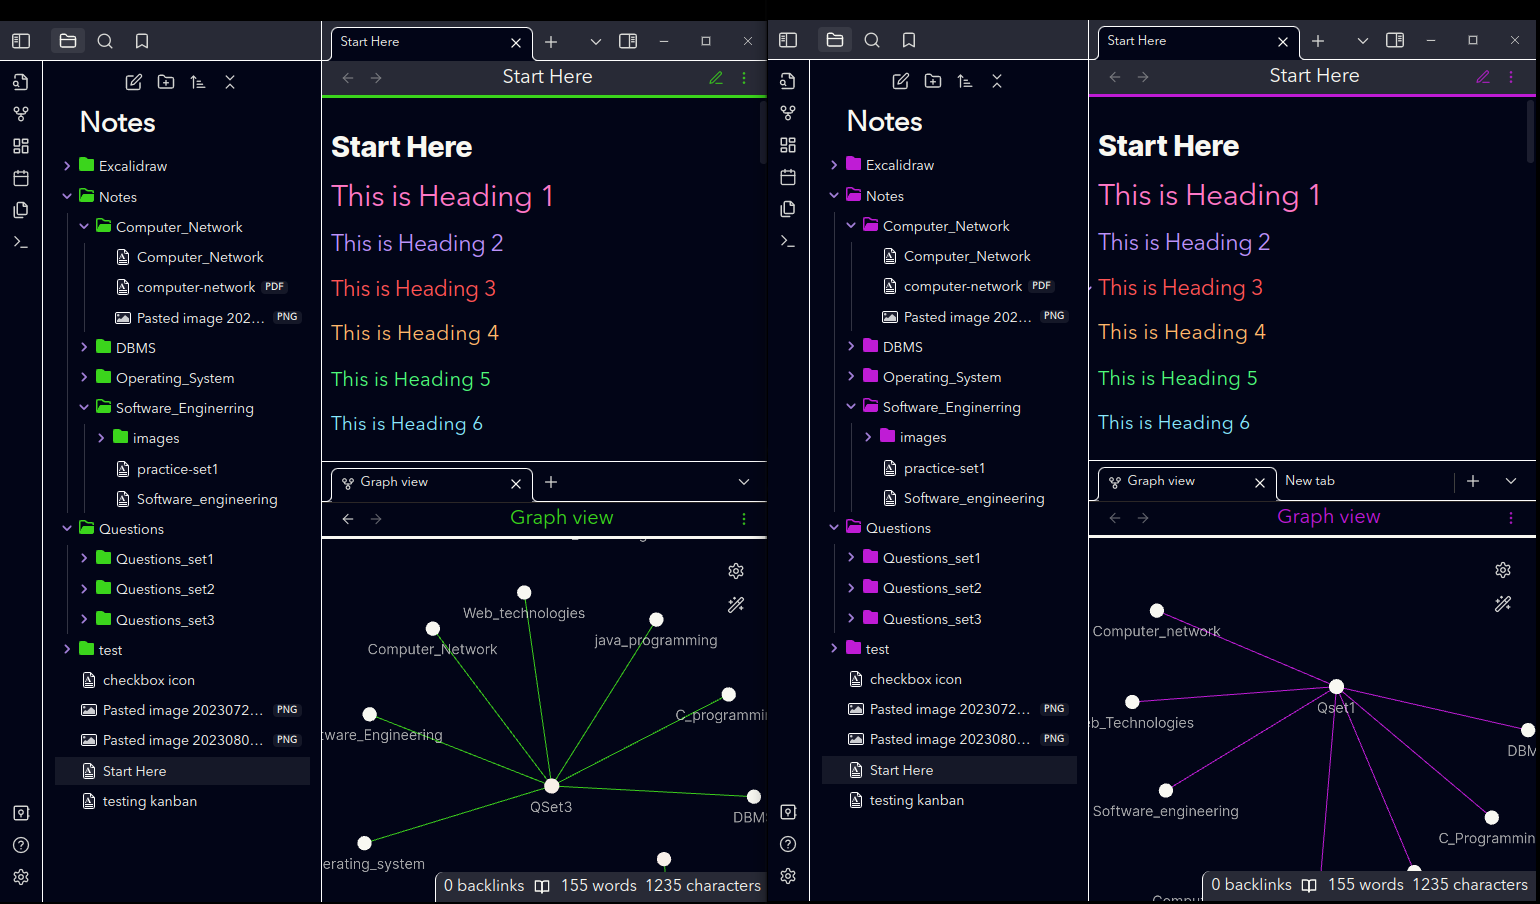 Start Here
Start Here
Notes
Start Here
Excalidraw
This is Heading 1
Notes
Computer_Network
This is Heading 2
Computer_Network
computer-network PDF
This is Heading 3
Pasted image 202... PNG
This is Heading 4
DBMS
Operating_System
This is Heading 5
Software_Enginerring
This is Heading 6
images
practice-set1
Software_engineering
Graph view
Questions
Graph view
Questions_set1
Questions_set2
Questions_set3
test
checkbox icon
Pasted image 2023072... PNG
Pasted image 2023080... PNG
Start Here
testing kanban
Web_technologies
java_programming
Computer_Network
C_programmi
tware_Engineering
QSet3
DBMS
erating_system
0 backlinks 155 words 1235 characters
Start Here
Start Here
Notes
Start Here
Excalidraw
This is Heading 1
Notes
Computer_Network
This is Heading 2
Computer_Network
computer-network PDF
This is Heading 3
Pasted image 202... PNG
This is Heading 4
DBMS
Operating_System
This is Heading 5
Software_Enginerring
This is Heading 6
images
practice-set1
Software_engineering
Graph view
New tab
Questions
Graph view
Questions_set1
Questions_set2
Questions_set3
test
checkbox icon
Pasted image 2023072... PNG
Pasted image 2023080... PNG
Start Here
testing kanban
Computer_network
Qset1
b_Technologies
DBM
Software_engineering
C_Programmin
0 backlinks 155 words 1235 characters